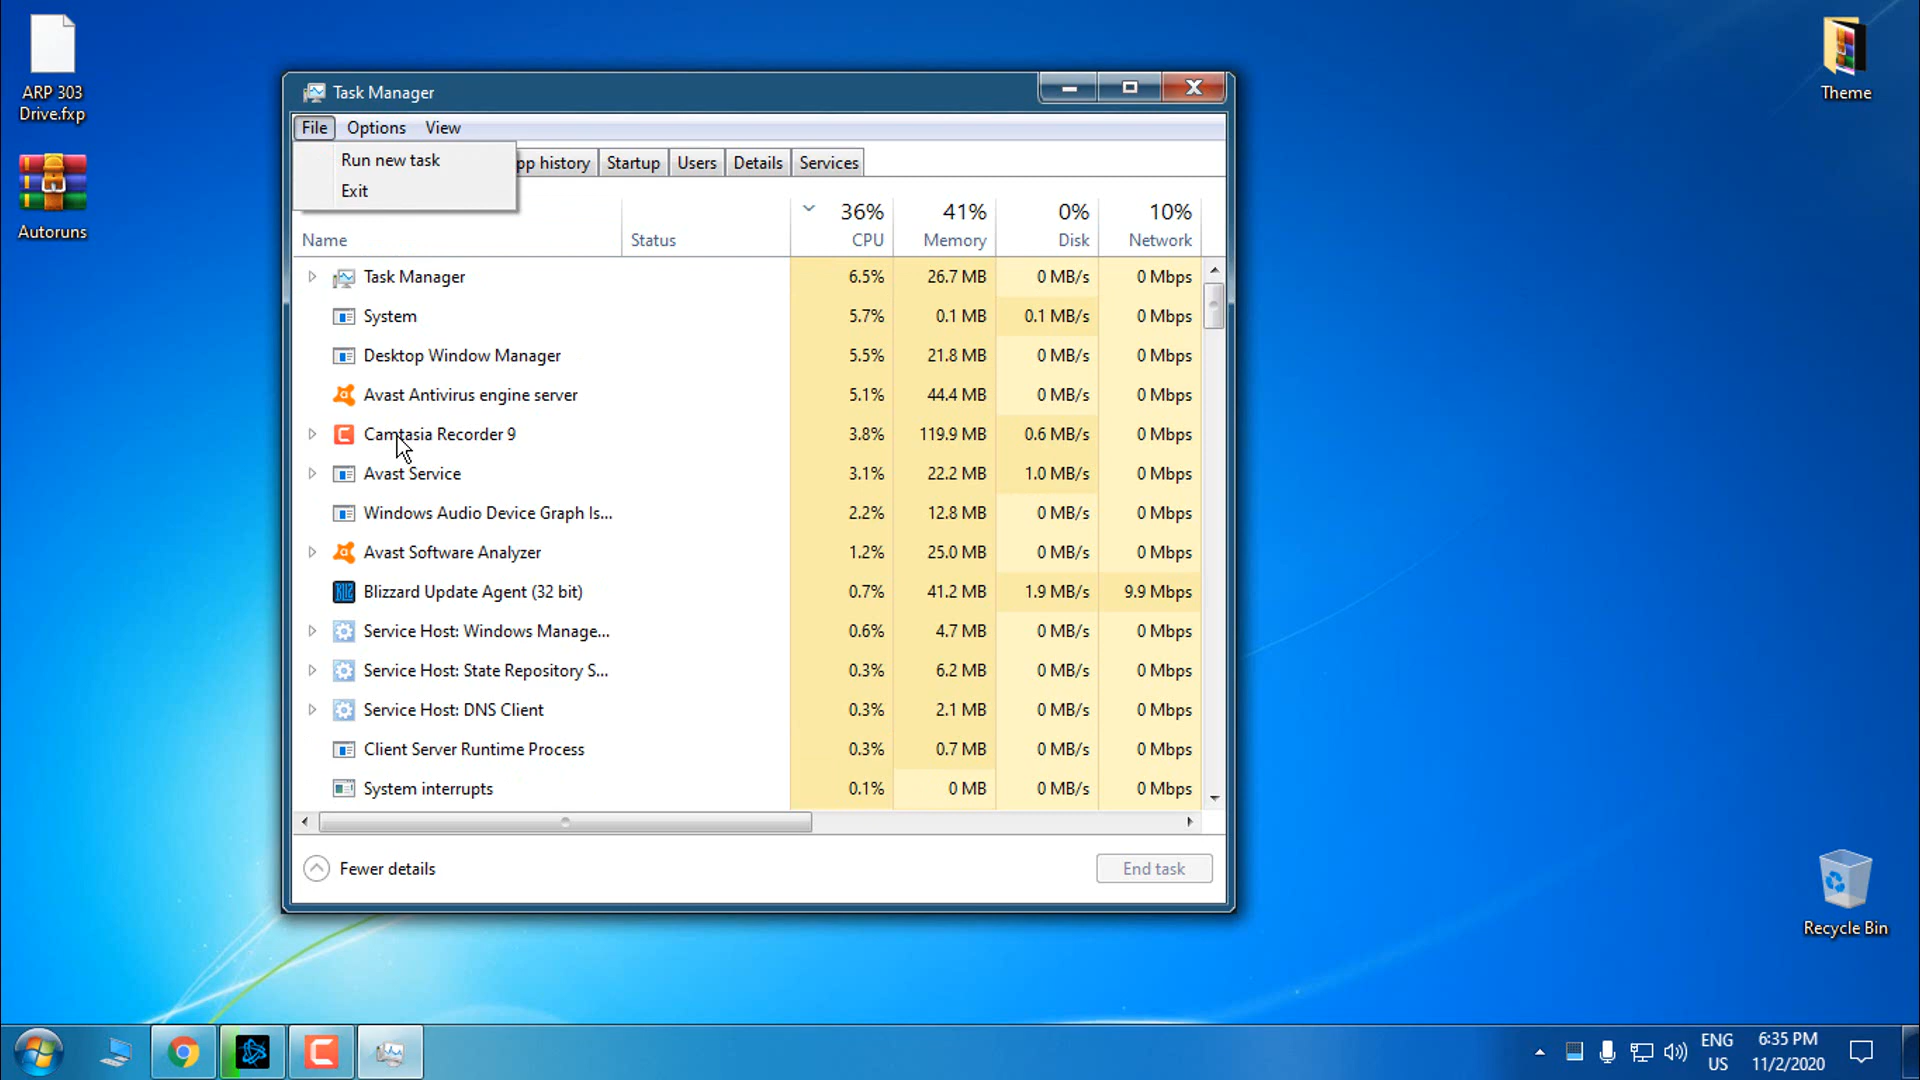 ARP 303
Drive.fxp
Autoruns
Theme
Recycle Bin
Task Manager
File Options View
Run new task
Exit
pp history Startup Users Details Services
36% 41% 0% 10%
Name Status CPU Memory Disk Network
Task Manager 6.5% 26.7 MB 0 MB/s 0 Mbps
System 5.7% 0.1 MB 0.1 MB/s 0 Mbps
Desktop Window Manager 5.5% 21.8 MB 0 MB/s 0 Mbps
Avast Antivirus engine server 5.1% 44.4 MB 0 MB/s 0 Mbps
Camtasia Recorder 9 3.8% 119.9 MB 0.6 MB/s 0 Mbps
Avast Service 3.1% 22.2 MB 1.0 MB/s 0 Mbps
Windows Audio Device Graph Is... 2.2% 12.8 MB 0 MB/s 0 Mbps
Avast Software Analyzer 1.2% 25.0 MB 0 MB/s 0 Mbps
Blizzard Update Agent (32 bit) 0.7% 41.2 MB 1.9 MB/s 9.9 Mbps
Service Host: Windows Manage... 0.6% 4.7 MB 0 MB/s 0 Mbps
Service Host: State Repository S... 0.3% 6.2 MB 0 MB/s 0 Mbps
Service Host: DNS Client 0.3% 2.1 MB 0 MB/s 0 Mbps
Client Server Runtime Process 0.3% 0.7 MB 0 MB/s 0 Mbps
System interrupts 0.1% 0 MB 0 MB/s 0 Mbps
Fewer details End task
ENG 6:35 PM
US 11/2/2020